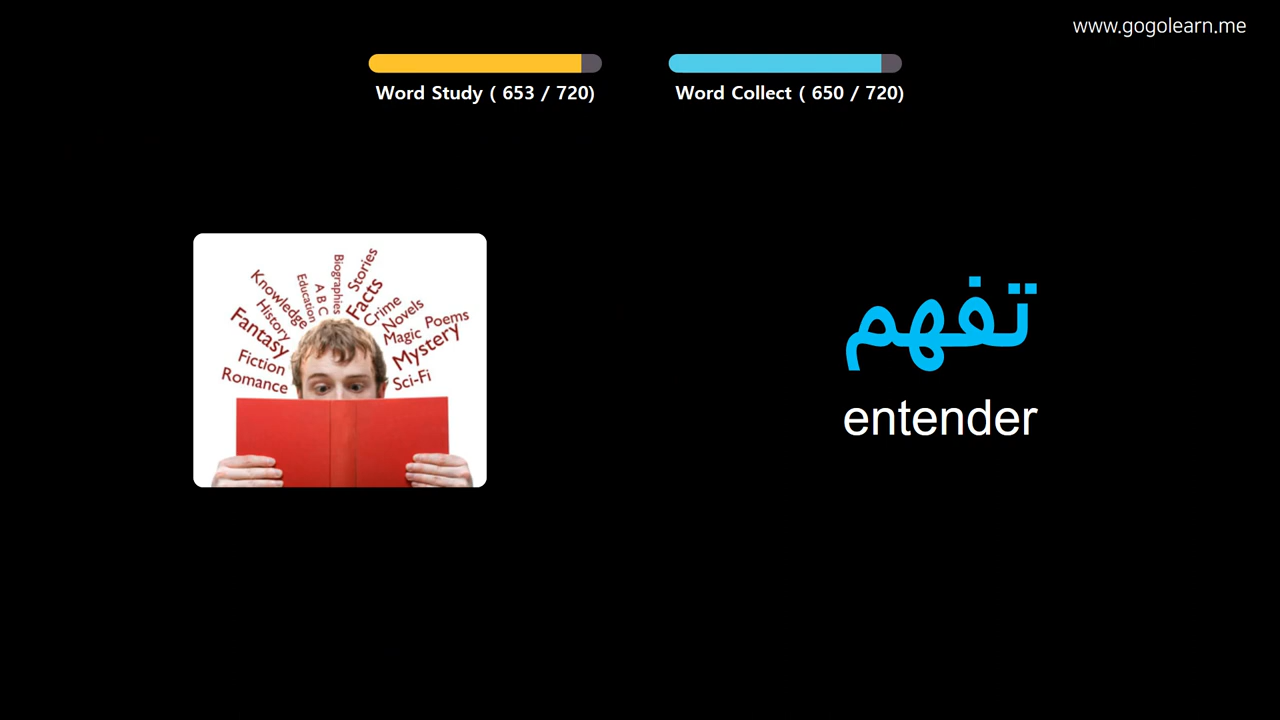 www.gogolearn.me
Word Study ( 653 / 720)
Word Collect ( 650 / 720)
Biographies
Stories
Knowledge
Education
A B C
Facts
History
Crime
Novels
Fantasy
Magic
Poems
Mystery
Fiction
Romance
Sci-Fi
تفهم
entender